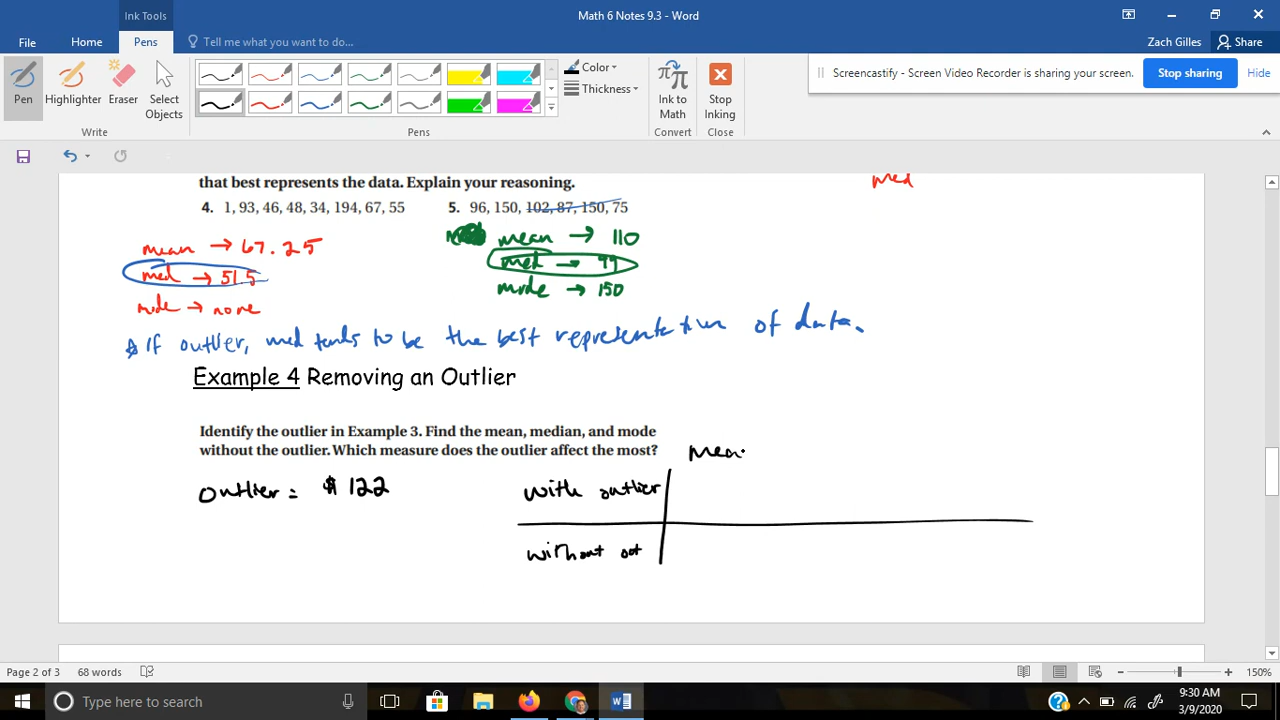 Ink Tools
Math 6 Notes 9.3 - Word
File Home Pens Tell me what you want to do...
Zach Gilles Share
Pen Highlighter Eraser Select Objects
Write
Pens
Color
Thickness
Ink to Math
Convert
Stop Inking
Close
Screencastify - Screen Video Recorder is sharing your screen.
Stop sharing
Hide
that best represents the data. Explain your reasoning.
med
4. 1, 93, 46, 48, 34, 194, 67, 55
5. 96, 150, 102, 87, 150, 75
mean → 67.25
med → 51.5
mode → none
mean → 110
med → 99
mode → 150
If outlier, med tends to be the best representation of data.
Example 4 Removing an Outlier
Identify the outlier in Example 3. Find the mean, median, and mode
without the outlier. Which measure does the outlier affect the most?
mean
outlier = $ 122
with outlier
without out
Page 2 of 3 68 words
150%
Type here to search
9:30 AM
3/9/2020